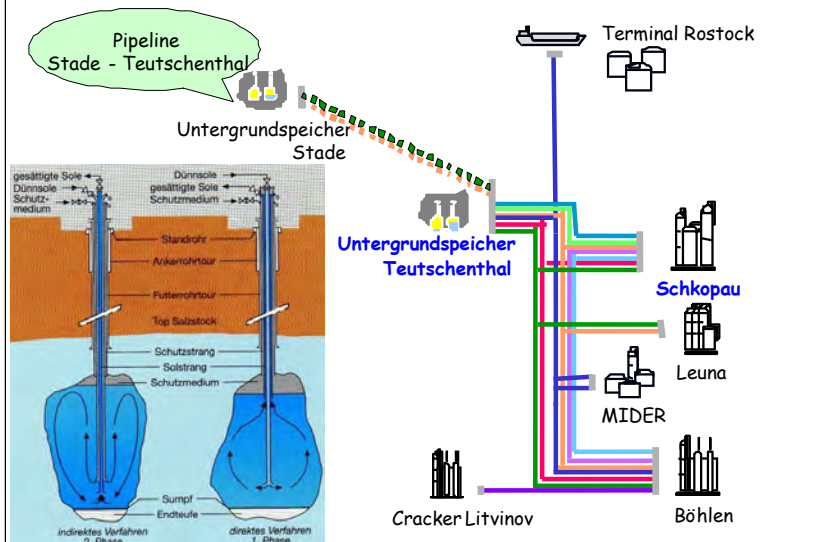 Pipeline
Stade - Teutschenthal
Terminal Rostock
Untergrundspeicher
Stade
Untergrundspeicher
Teutschenthal
Schkopau
Leuna
MIDER
Cracker Litvinov
Böhlen
gesättigte Sole
Dünnsole
Schutz-
medium
Dünnsole
gesättigte Sole
Schutzmedium
Standrohr
Ankerrohrtour
Futterrohrtour
Top Salzstock
Schutzstrang
Solstrang
Schutzmedium
Sumpf
Endteufe
indirektes Verfahren
2. Phase
direktes Verfahren
1. Phase